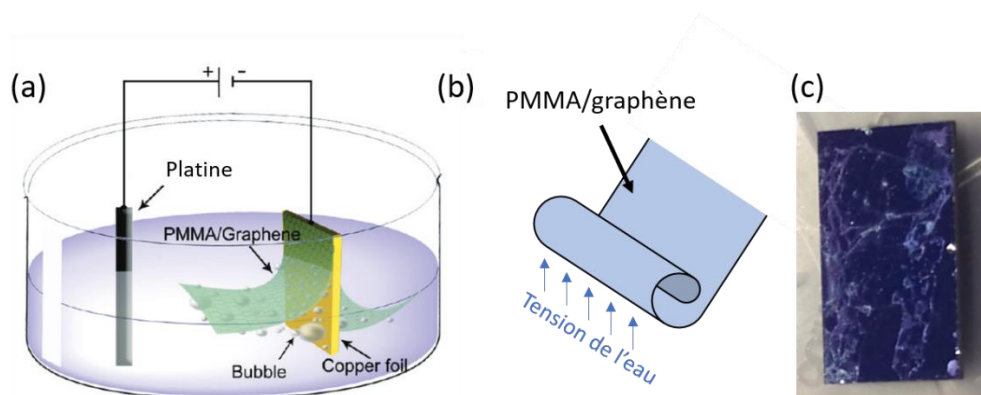 (a)
+ -
Platine
PMMA/Graphene
Bubble
Copper foil
(b)
PMMA/graphène
Tension de l'eau
(c)